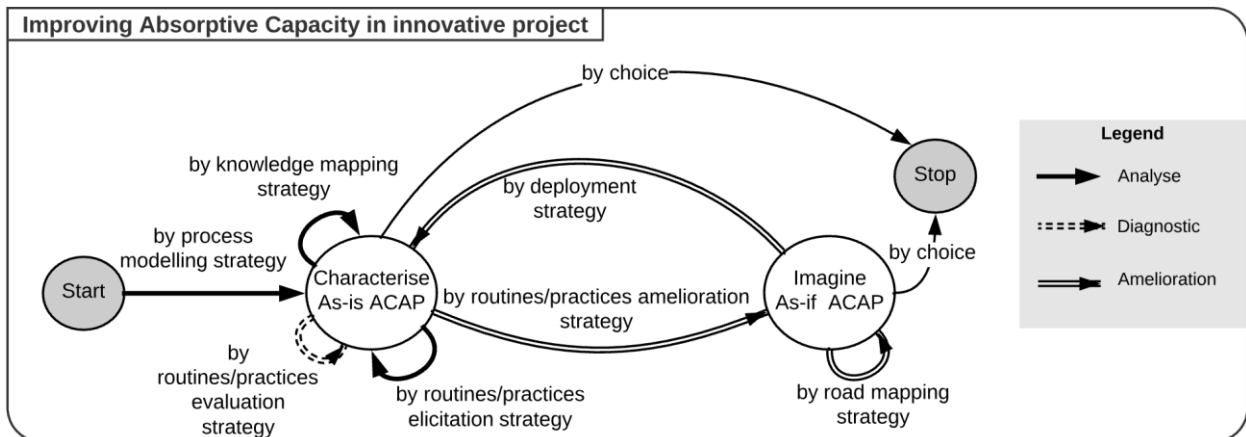 Improving Absorptive Capacity in innovative project
by choice
by knowledge mapping
strategy
by deployment
strategy
Stop
Legend
Analyse
Diagnostic
Amelioration
by process
modelling strategy
Start
Characterise
As-is ACAP
by routines/practices amelioration
strategy
Imagine
As-if ACAP
by choice
by
routines/practices
evaluation
strategy
by routines/practices
elicitation strategy
by road mapping
strategy